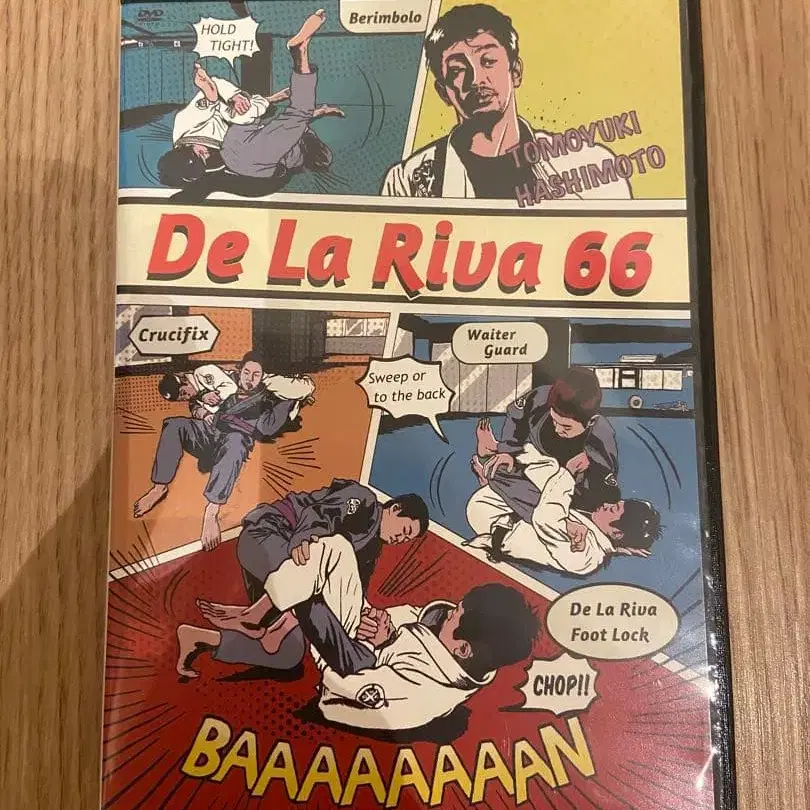 DVD
HOLD
TIGHT!
Berimbolo
TOMOYUKI
HASHIMOTO
De La Riva 66
Crucifix
Waiter
Guard
Sweep or
to the back
De La Riva
Foot Lock
CHOP!!
BAAAAAAAAN